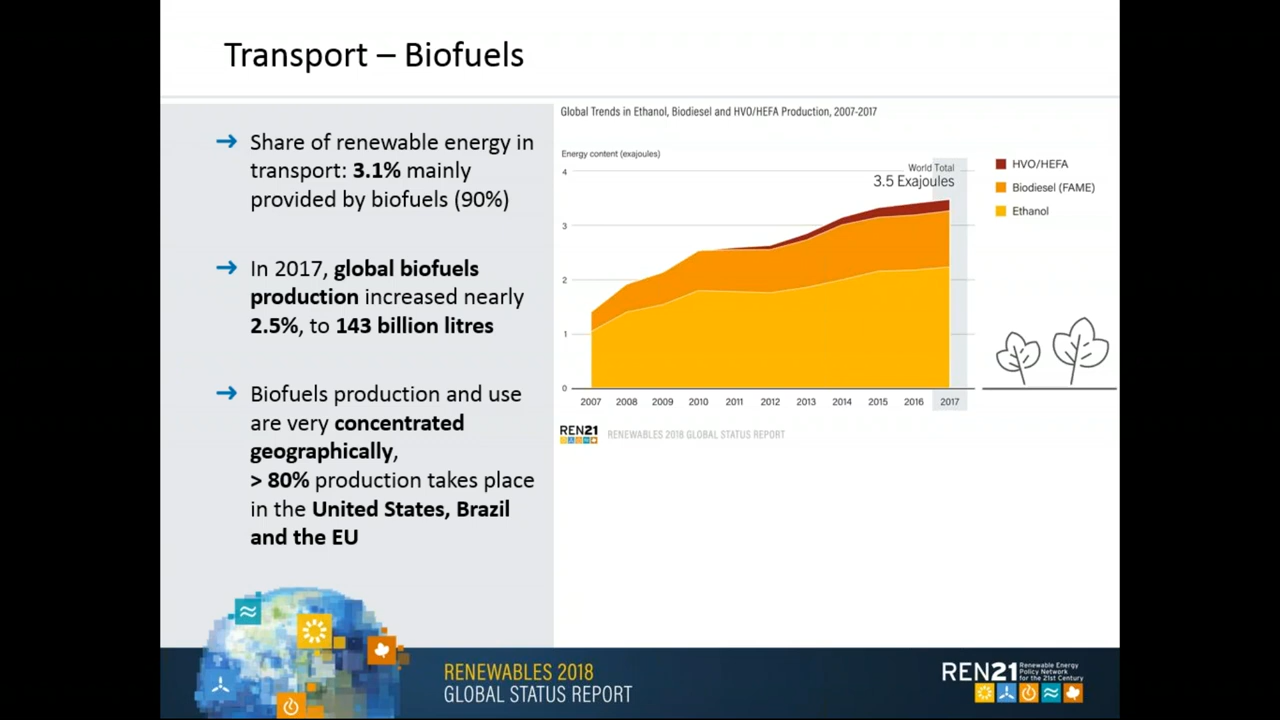 Transport – Biofuels
Share of renewable energy in
transport: 3.1% mainly
provided by biofuels (90%)
In 2017, global biofuels
production increased nearly
2.5%, to 143 billion litres
Biofuels production and use
are very concentrated
geographically,
> 80% production takes place
in the United States, Brazil
and the EU
Global Trends in Ethanol, Biodiesel and HVO/HEFA Production, 2007-2017
Energy content (exajoules)
World Total
3.5 Exajoules
4
3
2
1
0
2007 2008 2009 2010 2011 2012 2013 2014 2015 2016 2017
HVO/HEFA
Biodiesel (FAME)
Ethanol
REN21 RENEWABLES 2018 GLOBAL STATUS REPORT
RENEWABLES 2018
GLOBAL STATUS REPORT
REN21
Renewable Energy
Policy Network
for the 21st Century